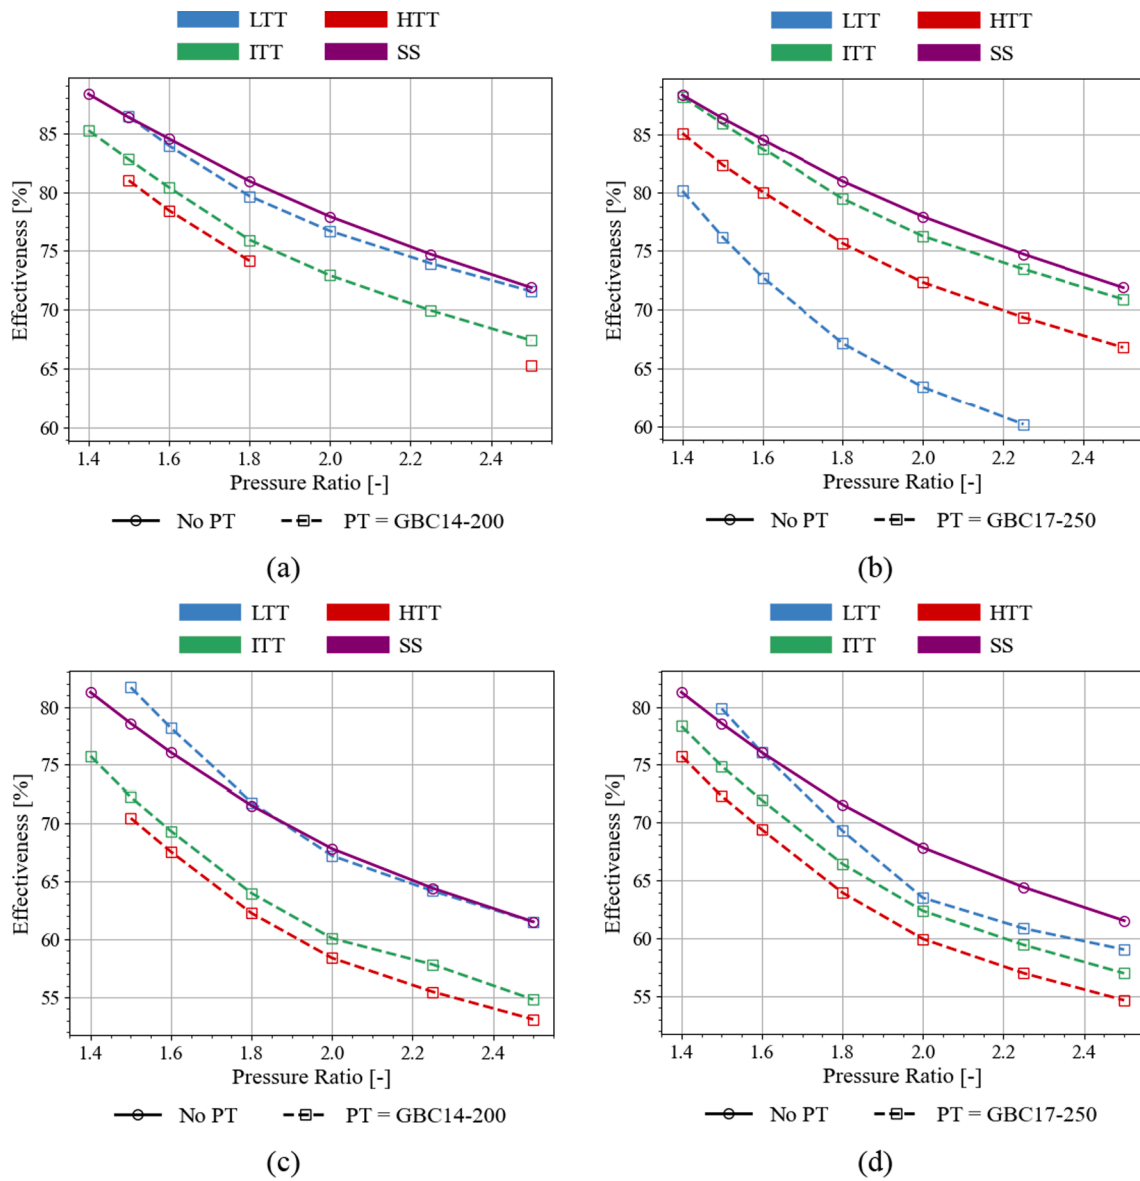 LTT HTT
ITT SS
Effectiveness [%]
85
80
75
70
65
60
1.4 1.6 1.8 2.0 2.2 2.4
Pressure Ratio [-]
No PT PT = GBC14-200
(a)
LTT HTT
ITT SS
Effectiveness [%]
85
80
75
70
65
60
1.4 1.6 1.8 2.0 2.2 2.4
Pressure Ratio [-]
No PT PT = GBC17-250
(b)
LTT HTT
ITT SS
Effectiveness [%]
80
75
70
65
60
55
1.4 1.6 1.8 2.0 2.2 2.4
Pressure Ratio [-]
No PT PT = GBC14-200
(c)
LTT HTT
ITT SS
Effectiveness [%]
80
75
70
65
60
55
1.4 1.6 1.8 2.0 2.2 2.4
Pressure Ratio [-]
No PT PT = GBC17-250
(d)